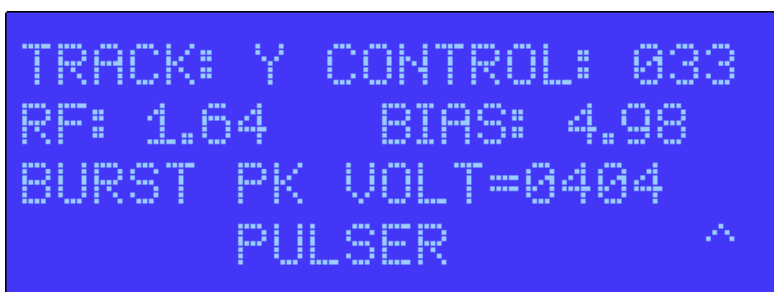 TRACK: Y CONTROL: 033
RF: 1.64 BIAS: 4.98
BURST PK VOLT=0404
PULSER ^